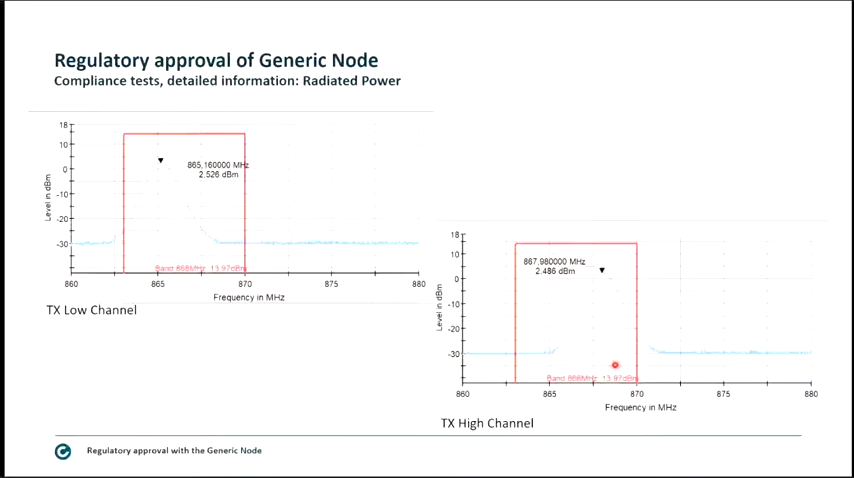 Regulatory approval of Generic Node
Compliance tests, detailed information: Radiated Power
18
10
0
-10
-20
-30
Level in dBm
865,160000 MHz
2.526 dBm
Band 868MHz 13.97dBm
860
865
870
875
880
Frequency in MHz
TX Low Channel
18
10
0
-10
-20
-30
Level in dBm
867,980000 MHz
2.486 dBm
Band 868MHz 13.97dBm
860
865
870
875
880
Frequency in MHz
TX High Channel
Regulatory approval with the Generic Node